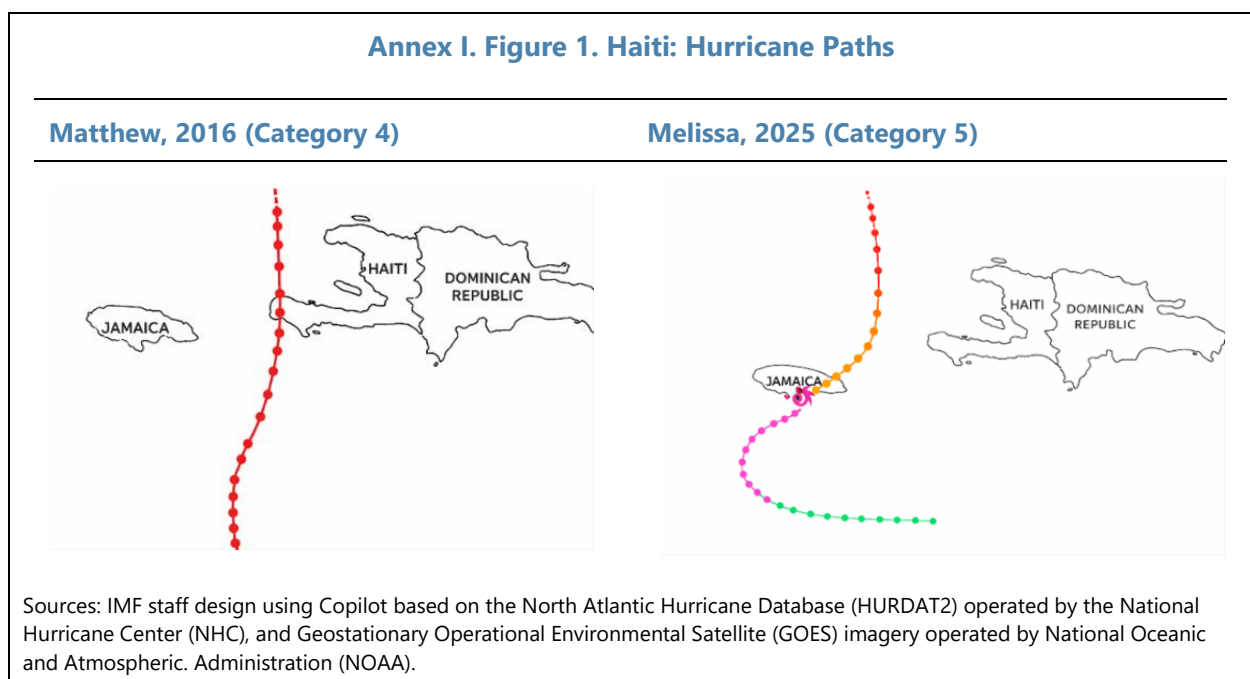 Annex I. Figure 1. Haiti: Hurricane Paths
Matthew, 2016 (Category 4)
Melissa, 2025 (Category 5)
HAITI
DOMINICAN
REPUBLIC
JAMAICA
HAITI
DOMINICAN
REPUBLIC
JAMAICA
Sources: IMF staff design using Copilot based on the North Atlantic Hurricane Database (HURDAT2) operated by the National
Hurricane Center (NHC), and Geostationary Operational Environmental Satellite (GOES) imagery operated by National Oceanic
and Atmospheric. Administration (NOAA).